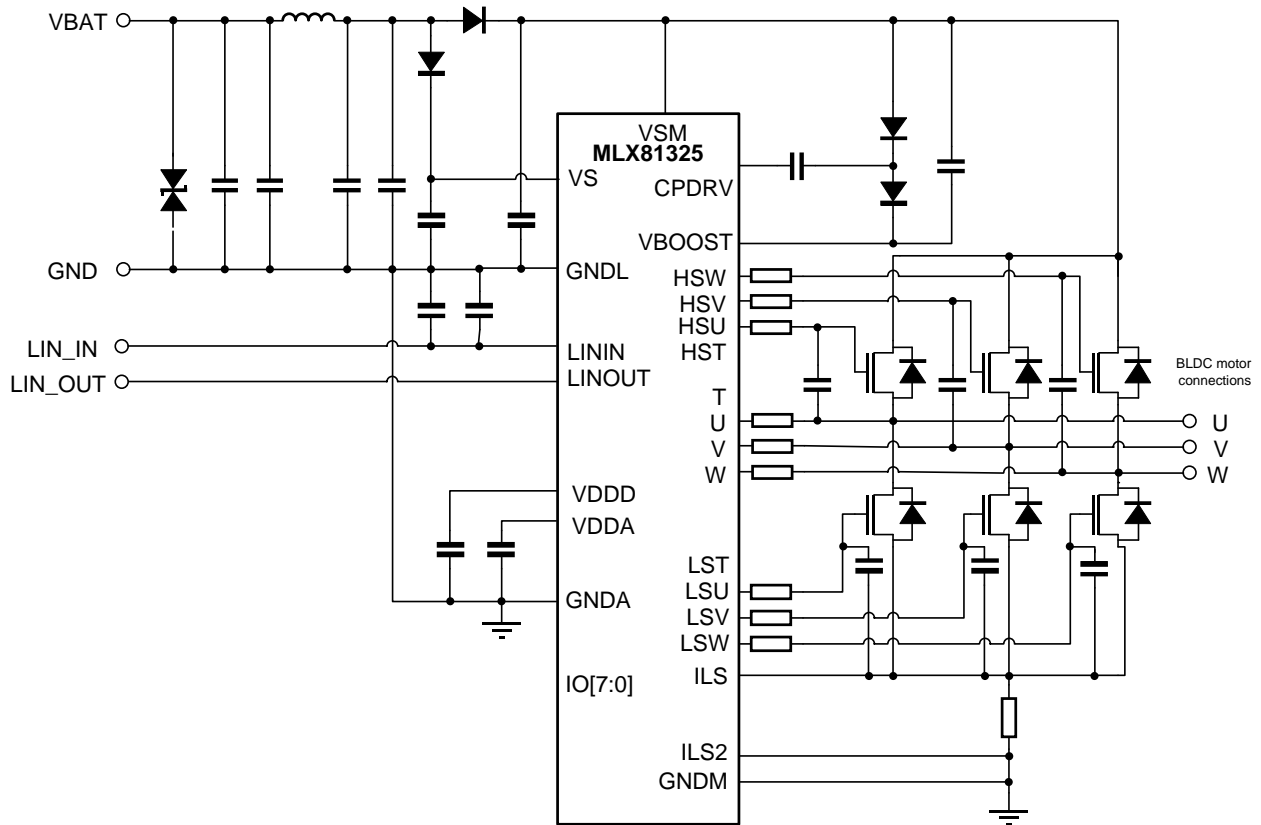 VBAT
VSM
MLX81325
VS
CPDRV
VBOOST
GND
GNDL
HSW
HSV
HSU
HST
LIN_IN
LININ
LIN_OUT
LINOUT
BLDC motor
connections
T
U
U
V
V
W
W
VDDD
VDDA
LST
LSU
LSV
LSW
GNDA
ILS
IO[7:0]
ILS2
GNDM